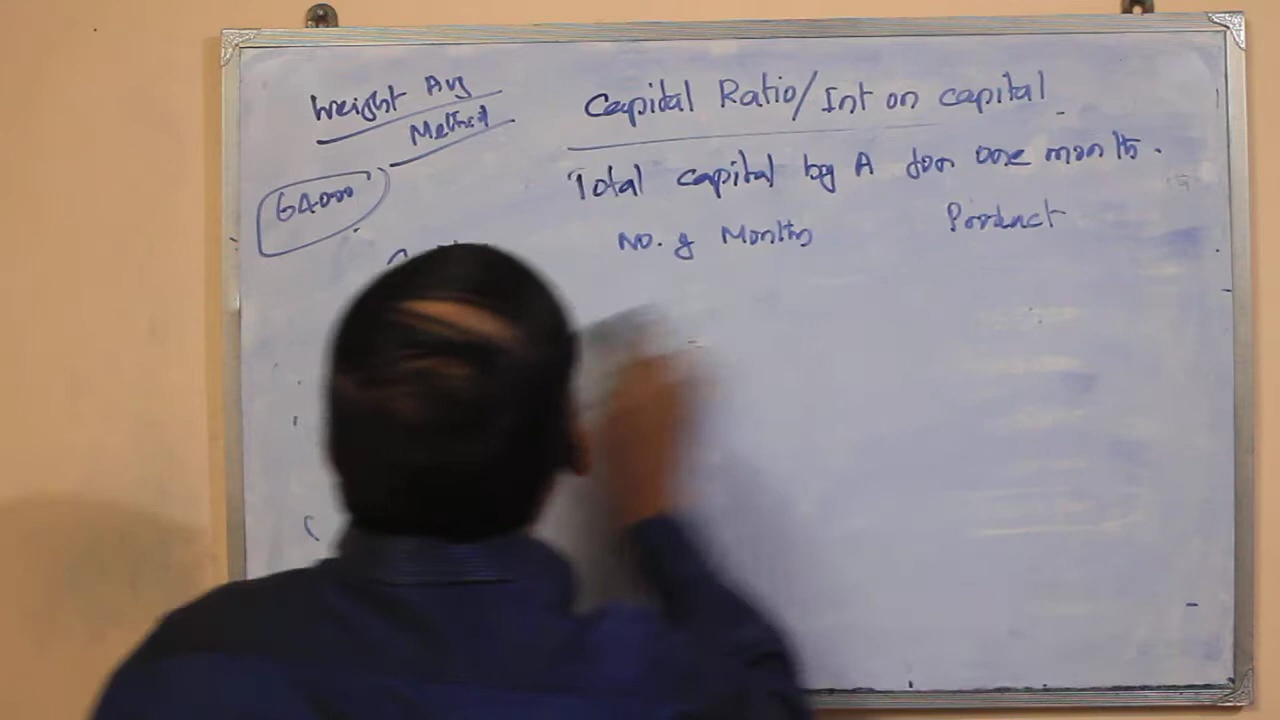 Weight Avg
Method
64000
Capital Ratio/Int on capital
Total capital by A for one month.
No. of Months
Product